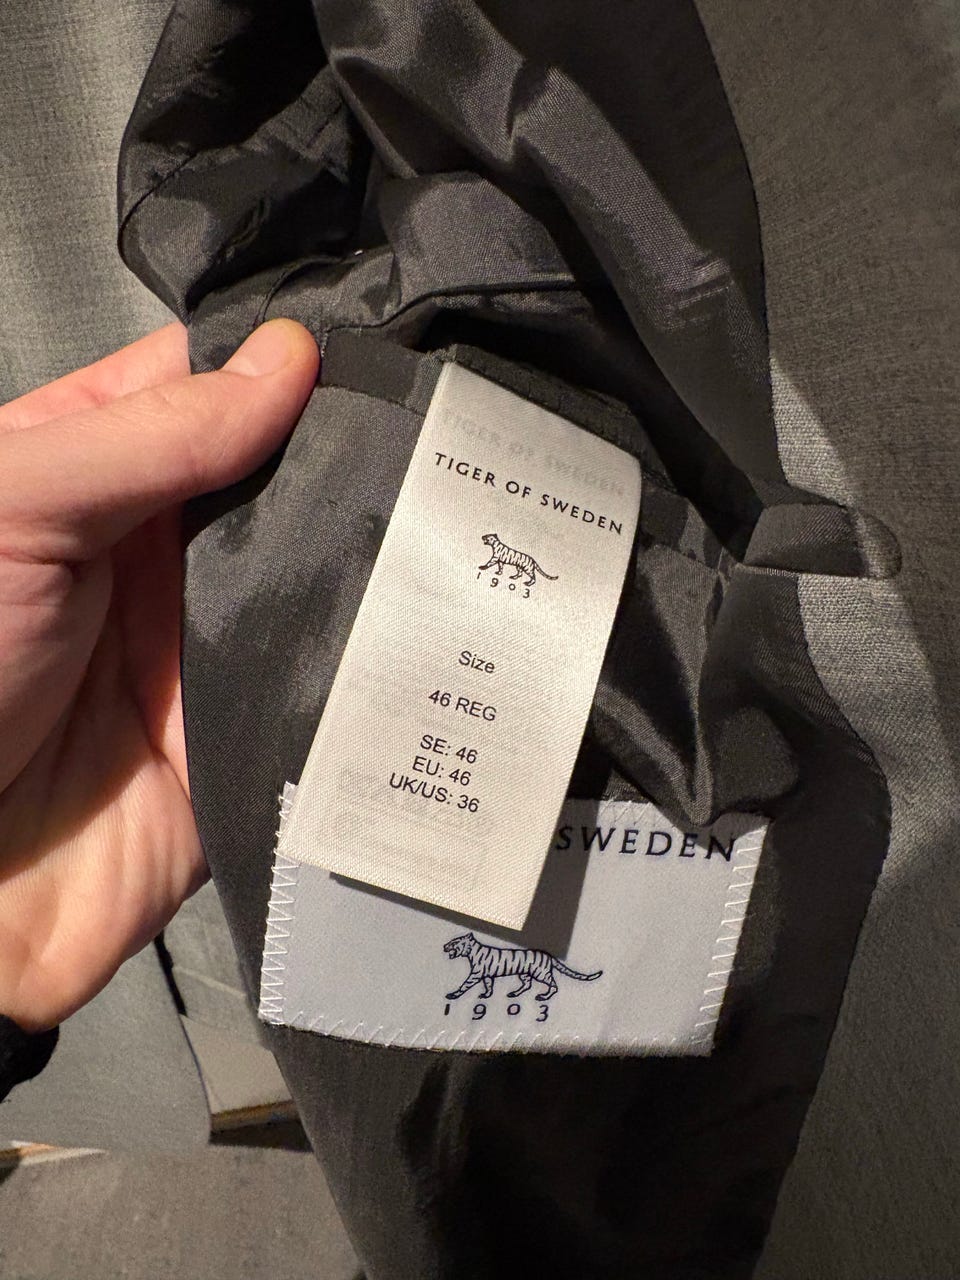 TIGER OF SWEDEN
1903
Size
46 REG
SE: 46
EU: 46
UK/US: 36
SWEDEN
1903